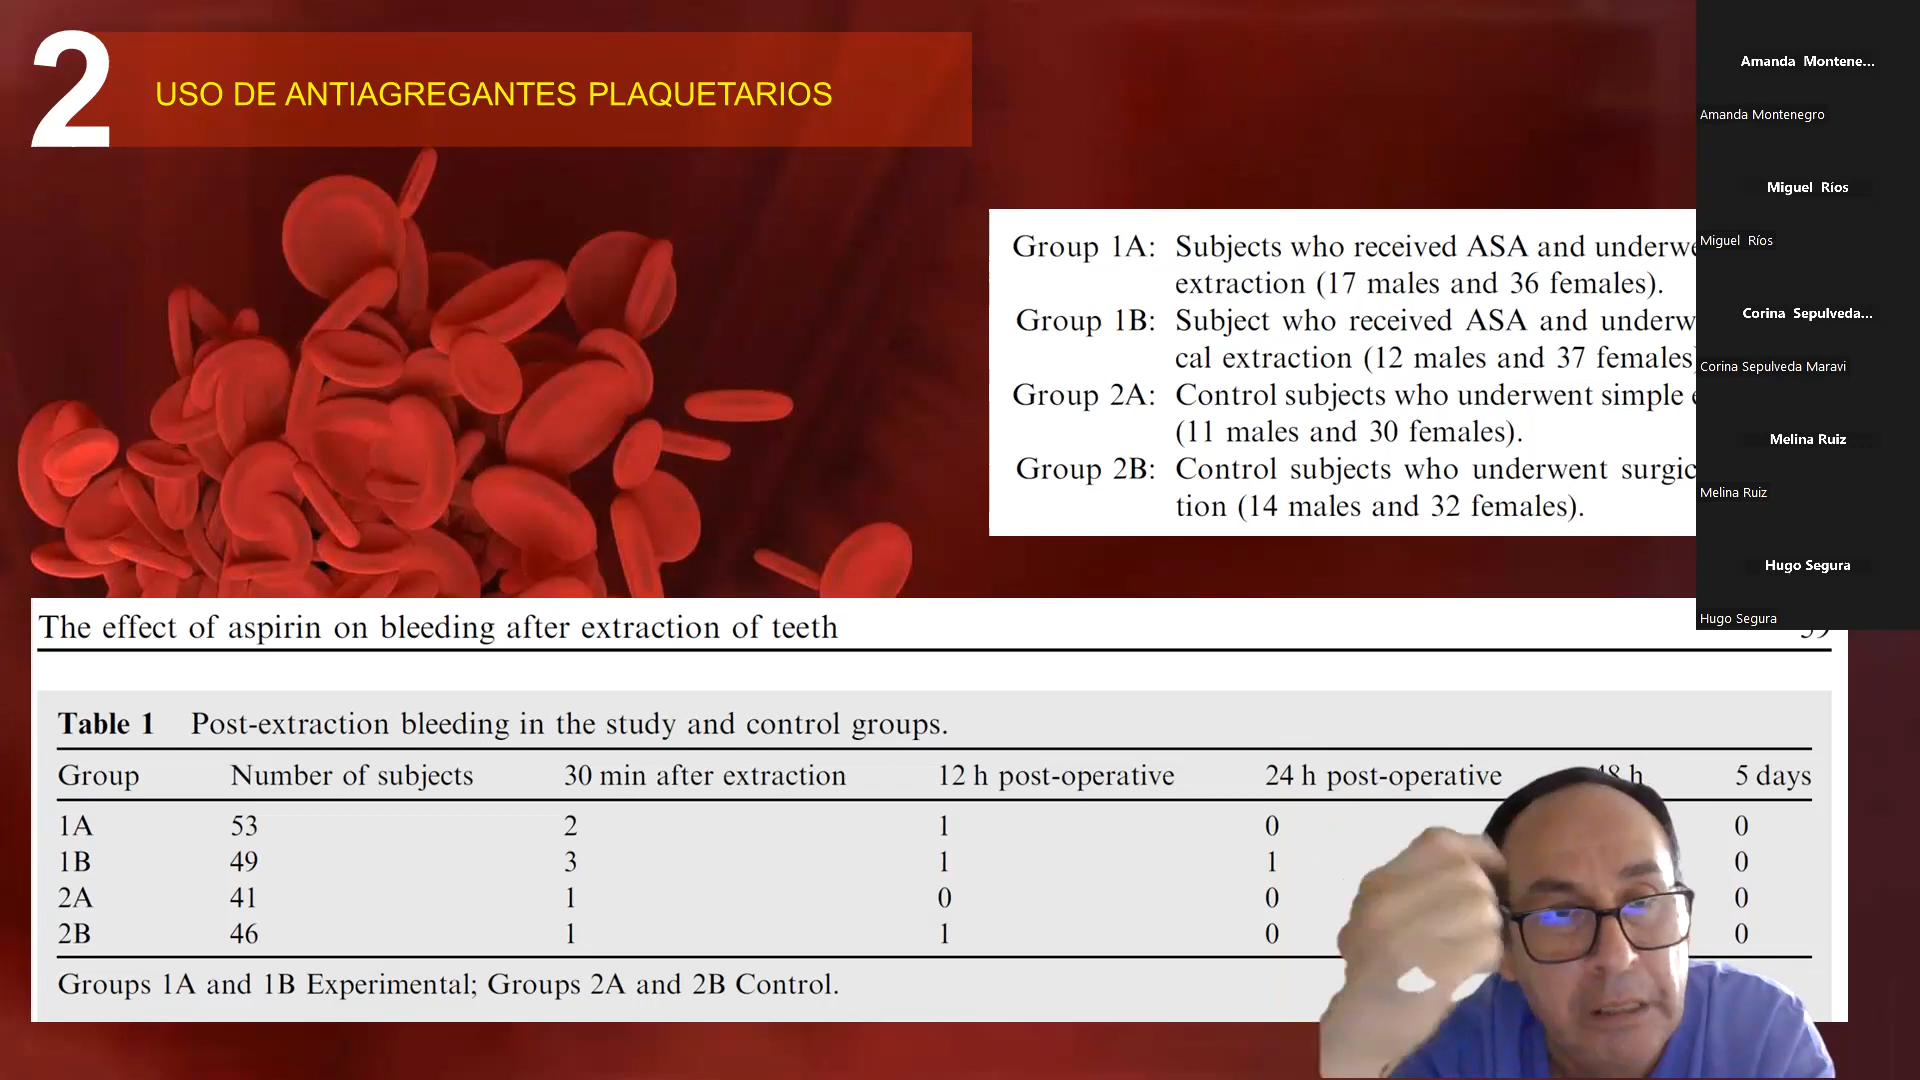 2
USO DE ANTIAGREGANTES PLAQUETARIOS
Group 1A: Subjects who received ASA and
extraction (17 males and 36 females).
Group 1B: Subject who received ASA and
cal extraction (12 males and 37 females
Group 2A: Control subjects who underwent simple
(11 males and 30 females).
Group 2B: Control subjects who underwent
tion (14 males and 32 females).
Amanda Montene...
Amanda Montenegro
Miguel Ríos
Miguel Ríos
Corina Sepulveda...
Corina Sepulveda Maravi
Melina Ruiz
Melina Ruiz
Hugo Segura
Hugo Segura
The effect of aspirin on bleeding after extraction of teeth
Table 1 Post-extraction bleeding in the study and control groups.
Group Number of subjects 30 min after extraction 12 h post-operative 24 h post-operative h 5 days
1A 53 2 1 0 0
1B 49 3 1 1 0
2A 41 1 0 0 0
2B 46 1 1 0 0
Groups 1A and 1B Experimental; Groups 2A and 2B Control.